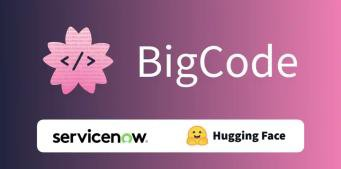 </> BigCode
servicenow. Hugging Face